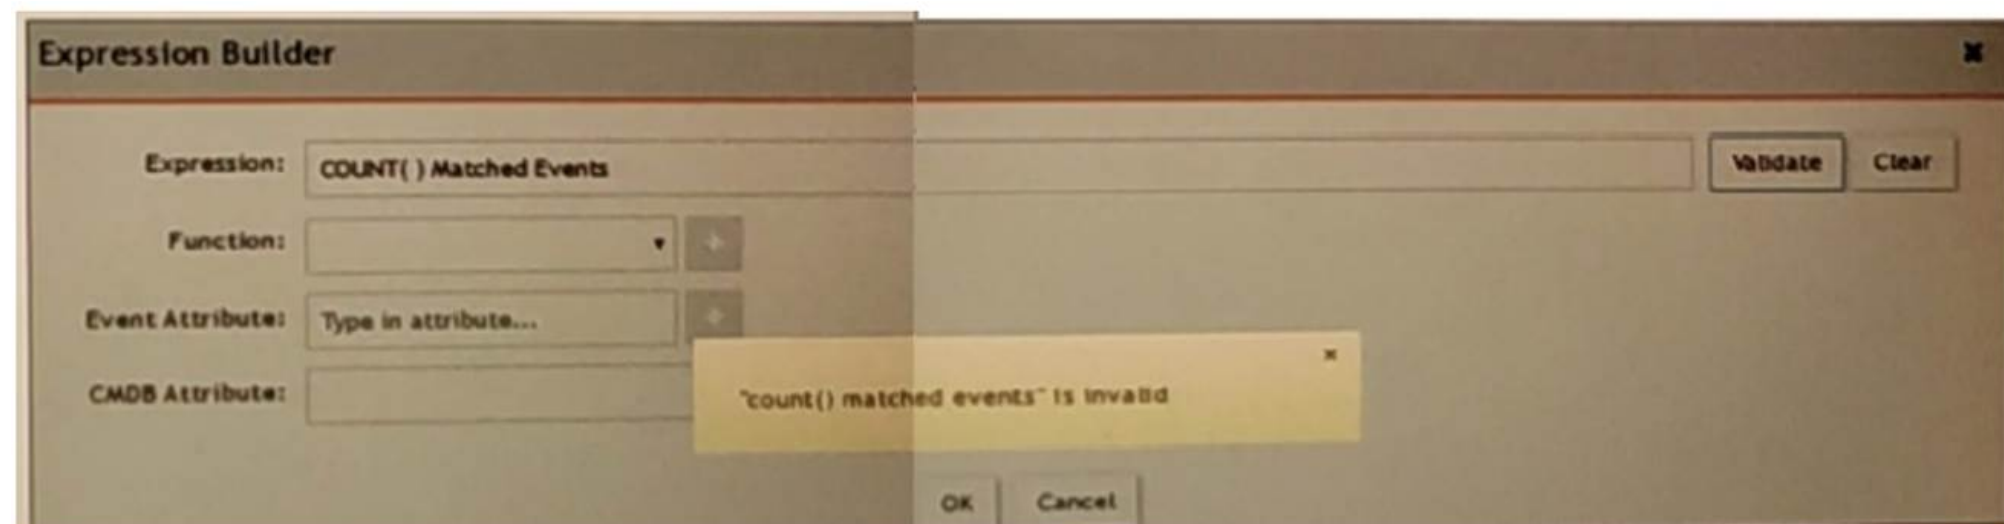 Expression Builder
Expression: COUNT( ) Matched Events Validate Clear
Function:
Event Attribute: Type in attribute...
CMDB Attribute:
"count() matched events" is invalid
OK Cancel